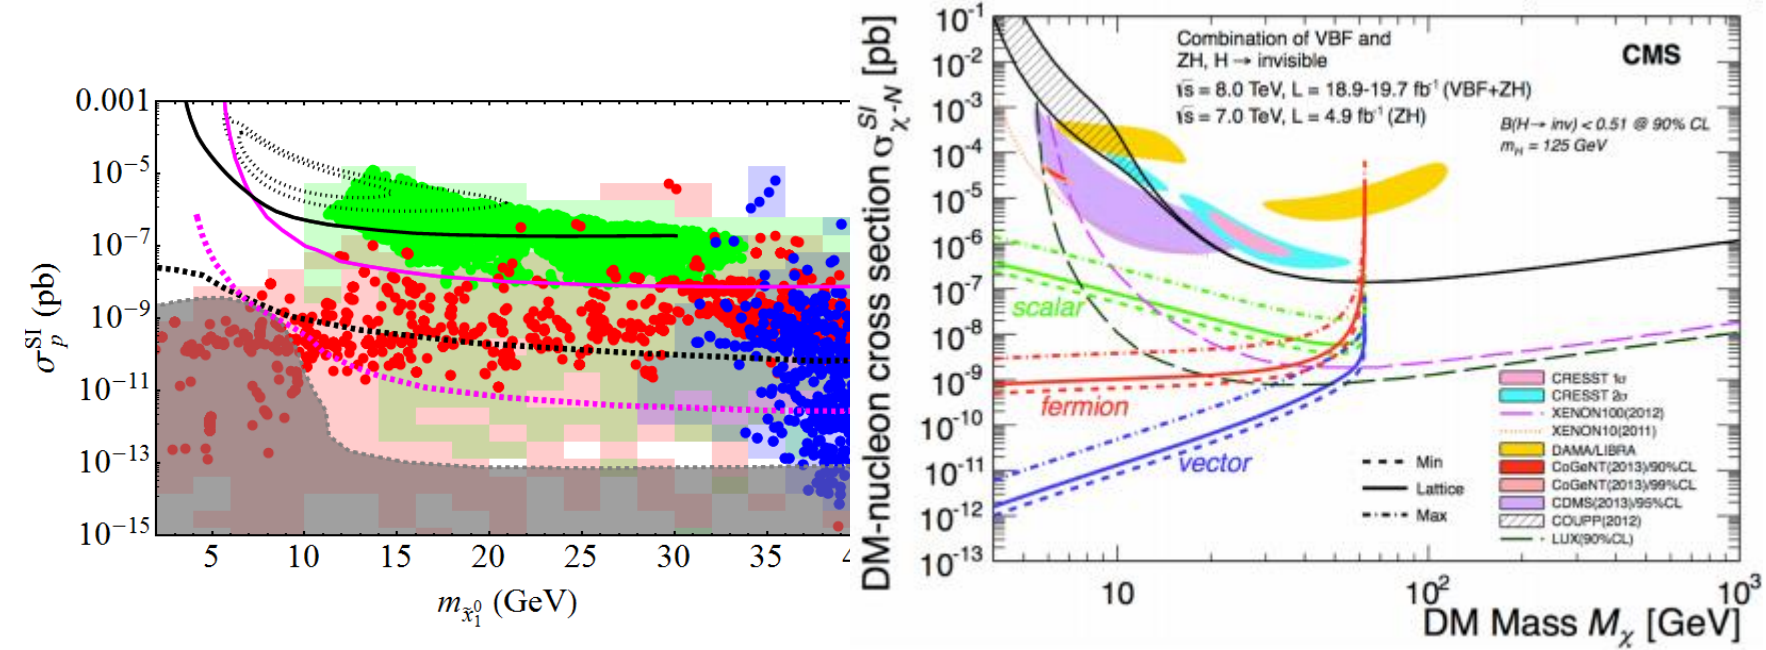 0.001
10⁻⁵
10⁻⁷
10⁻⁹
10⁻¹¹
10⁻¹³
10⁻¹⁵
σₚˢᴵ (pb)
5 10 15 20 25 30 35 4
m_χ̃₁⁰ (GeV)
DM-nucleon cross section σ^SI_χ-N [pb]
10⁻¹
10⁻²
10⁻³
10⁻⁴
10⁻⁵
10⁻⁶
10⁻⁷
10⁻⁸
10⁻⁹
10⁻¹⁰
10⁻¹¹
10⁻¹²
10⁻¹³
Combination of VBF and
ZH, H → invisible
√s = 8.0 TeV, L = 18.9-19.7 fb⁻¹ (VBF+ZH)
√s = 7.0 TeV, L = 4.9 fb⁻¹ (ZH)
CMS
B(H→ inv) < 0.51 @ 90% CL
m_H = 125 GeV
scalar
fermion
vector
Min
Lattice
Max
CRESST 1σ
CRESST 2σ
XENON100(2012)
XENON10(2011)
DAMA/LIBRA
CoGeNT(2013)/90%CL
CoGeNT(2013)/99%CL
CDMS(2013)/95%CL
COUPP(2012)
LUX(90%CL)
10 10² 10³
DM Mass M_χ [GeV]